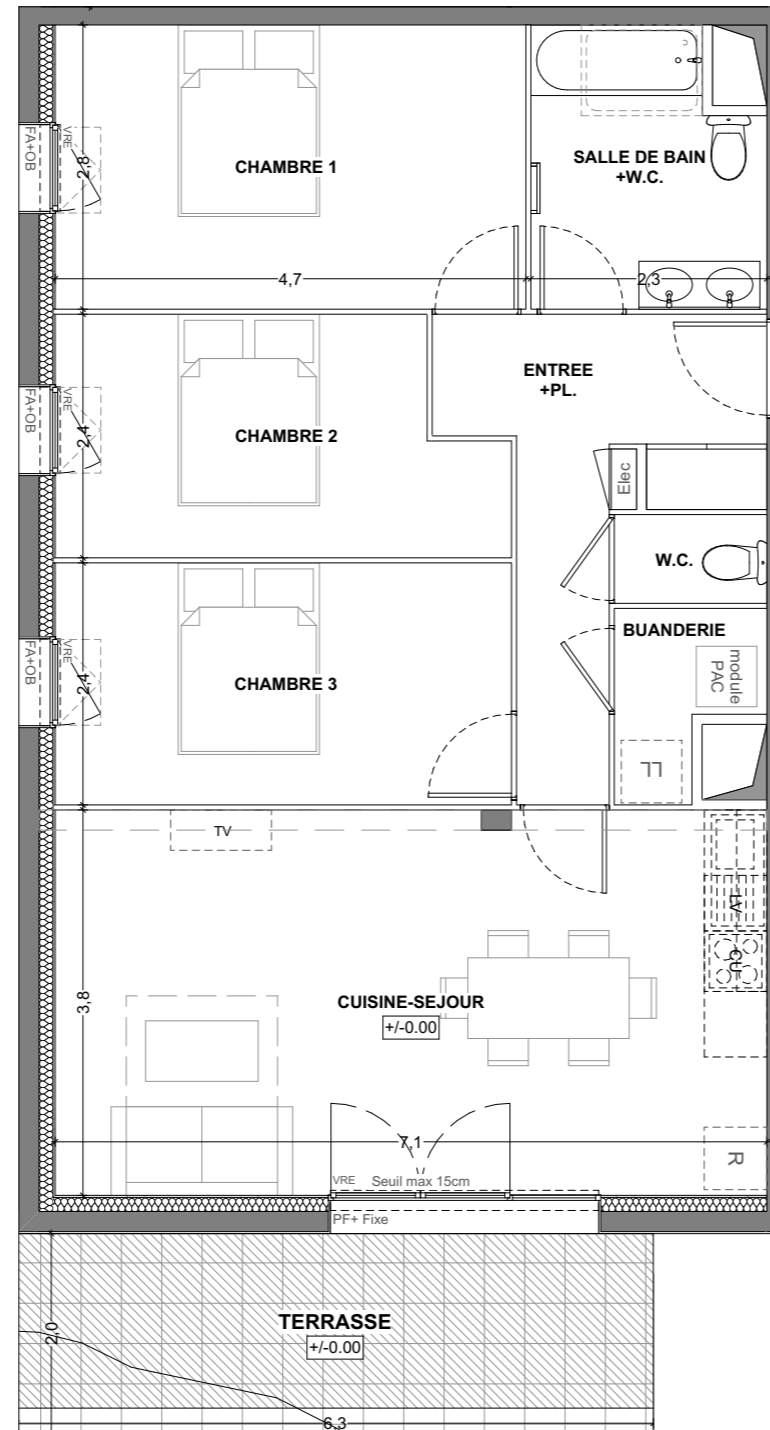 FA+OB
VRE
2,8
CHAMBRE 1
SALLE DE BAIN
+W.C.
4,7
2,3
FA+OB
VRE
2,4
CHAMBRE 2
ENTREE
+PL.
Elec
W.C.
FA+OB
VRE
2,4
CHAMBRE 3
BUANDERIE
module
PAC
LL
TV
LV
CU
3,8
CUISINE-SEJOUR
+/-0.00
7,1
R
VRE
Seuil max 15cm
PF+ Fixe
TERRASSE
+/-0.00
2,0
6,3